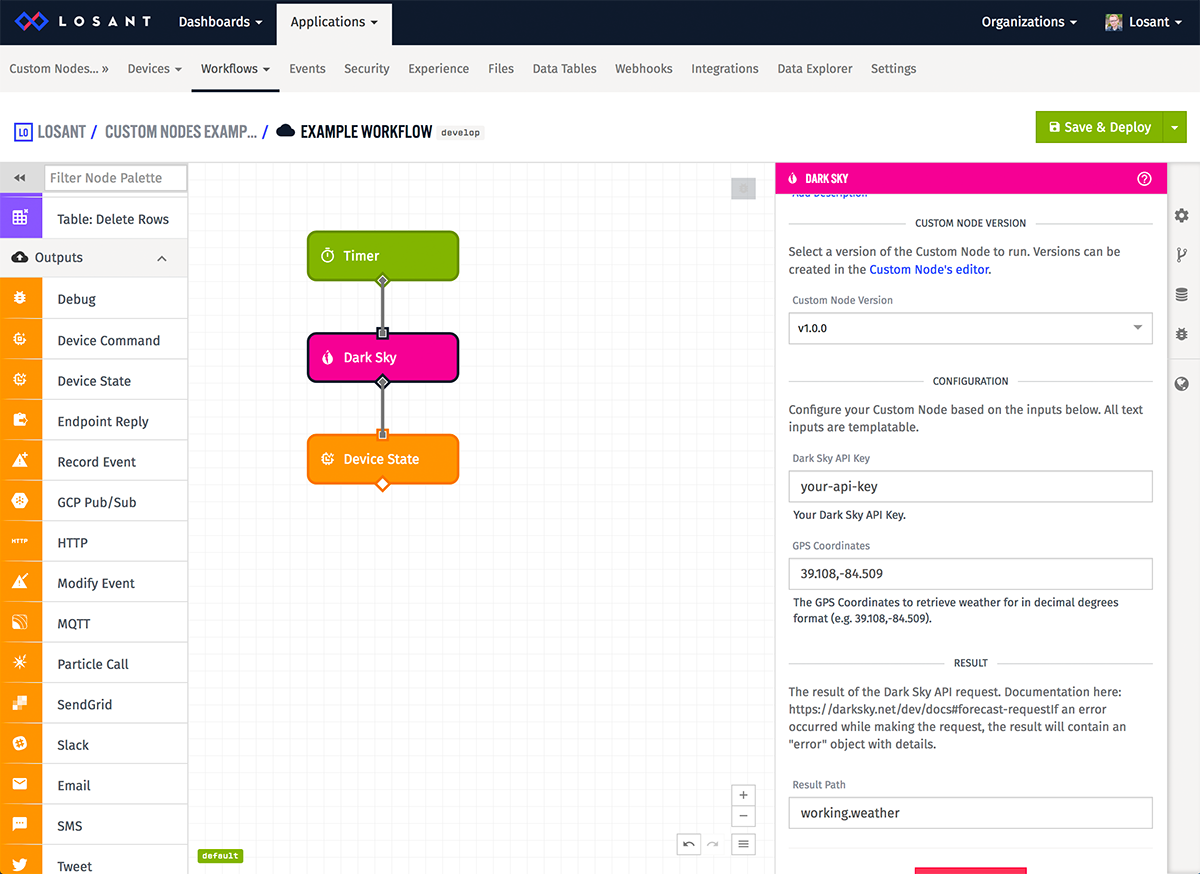 LOSANT
Dashboards
Applications
Organizations
Losant
Custom Nodes... »
Devices
Workflows
Events
Security
Experience
Files
Data Tables
Webhooks
Integrations
Data Explorer
Settings
LO LOSANT / CUSTOM NODES EXAMP... / EXAMPLE WORKFLOW develop
Save & Deploy
Filter Node Palette
Table: Delete Rows
Outputs
Debug
Device Command
Device State
Endpoint Reply
Record Event
GCP Pub/Sub
HTTP HTTP
Modify Event
MQTT
Particle Call
SendGrid
Slack
Email
SMS
Tweet
Timer
Dark Sky
Device State
default
DARK SKY
Add Description
CUSTOM NODE VERSION
Select a version of the Custom Node to run. Versions can be
created in the Custom Node's editor.
Custom Node Version
v1.0.0
CONFIGURATION
Configure your Custom Node based on the inputs below. All text
inputs are templatable.
Dark Sky API Key
your-api-key
Your Dark Sky API Key.
GPS Coordinates
39.108,-84.509
The GPS Coordinates to retrieve weather for in decimal degrees
format (e.g. 39.108,-84.509).
RESULT
The result of the Dark Sky API request. Documentation here:
https://darksky.net/dev/docs#forecast-requestIf an error
occurred while making the request, the result will contain an
"error" object with details.
Result Path
working.weather